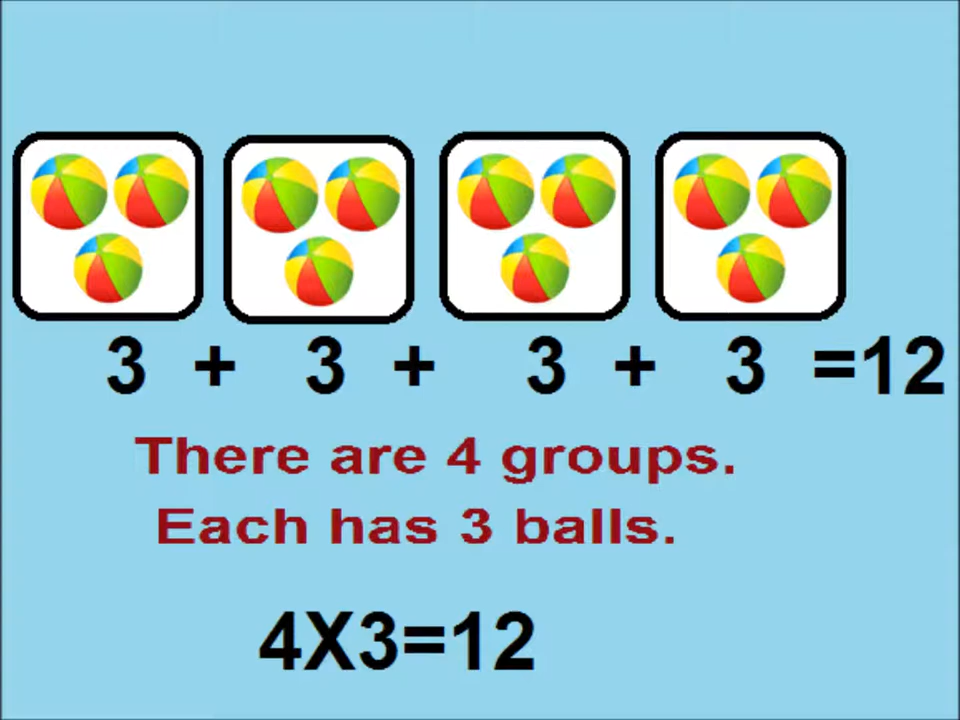 3 + 3 + 3 + 3 =12
There are 4 groups.
Each has 3 balls.
4X3=12